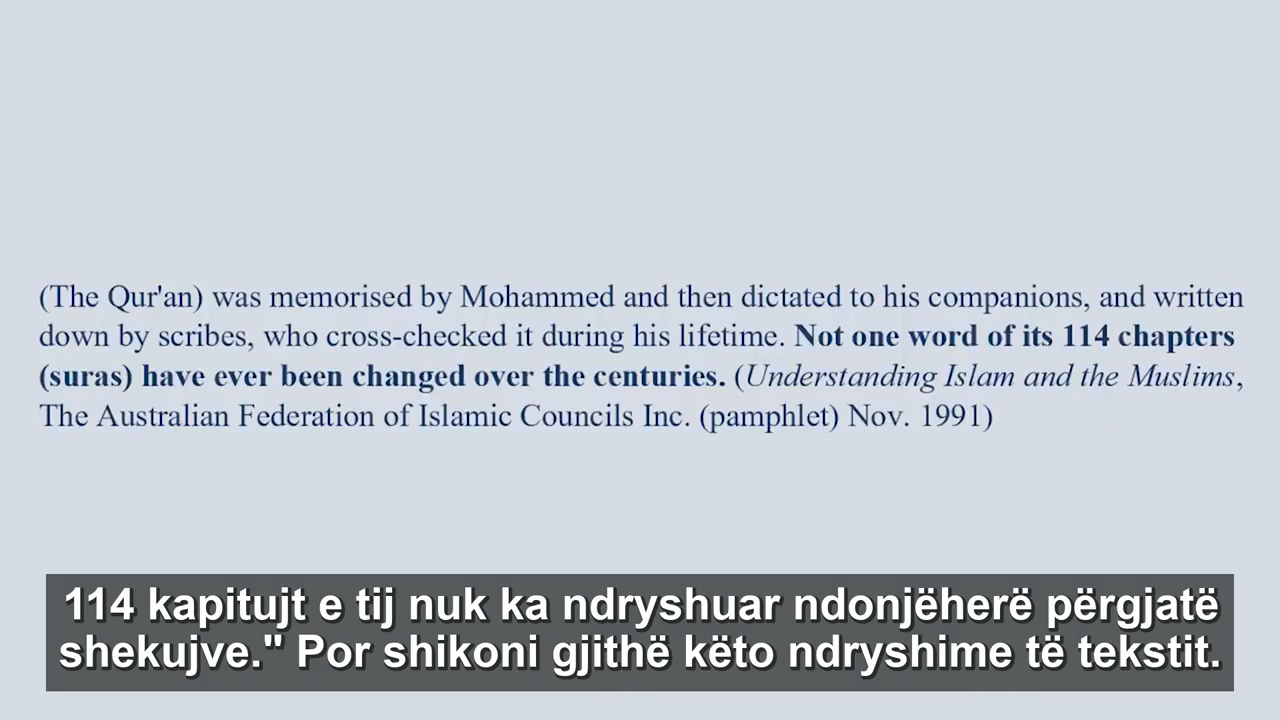 (The Qur'an) was memorised by Mohammed and then dictated to his companions, and written
down by scribes, who cross-checked it during his lifetime. Not one word of its 114 chapters
(suras) have ever been changed over the centuries. (Understanding Islam and the Muslims,
The Australian Federation of Islamic Councils Inc. (pamphlet) Nov. 1991)
114 kapitujt e tij nuk ka ndryshuar ndonjëherë përgjatë
shekujve." Por shikoni gjithë këto ndryshime të tekstit.